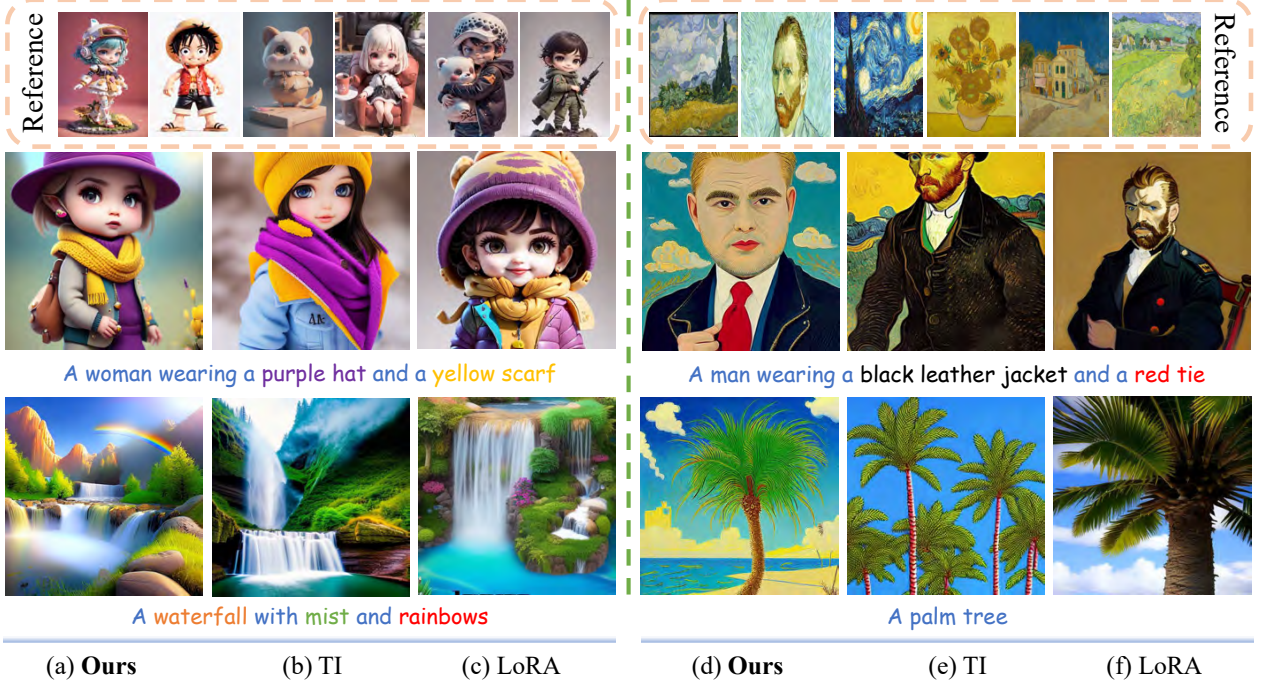 Reference
Reference
A woman wearing a purple hat and a yellow scarf
A man wearing a black leather jacket and a red tie
A waterfall with mist and rainbows
A palm tree
(a) Ours
(b) TI
(c) LoRA
(d) Ours
(e) TI
(f) LoRA